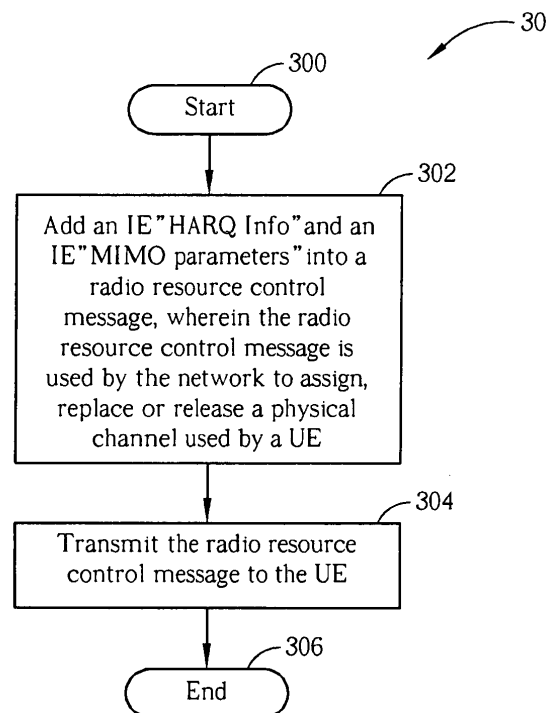 30
300
Start
302
Add an IE"HARQ Info"and an
IE"MIMO parameters"into a
radio resource control
message, wherein the radio
resource control message is
used by the network to assign,
replace or release a physical
channel used by a UE
304
Transmit the radio resource
control message to the UE
306
End